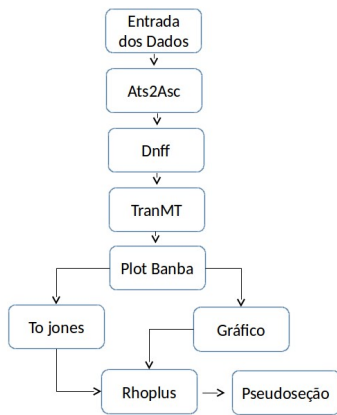 Entrada
dos Dados
Ats2Asc
Dnff
TranMT
Plot Banba
To jones
Gráfico
Rhoplus
Pseudoseção